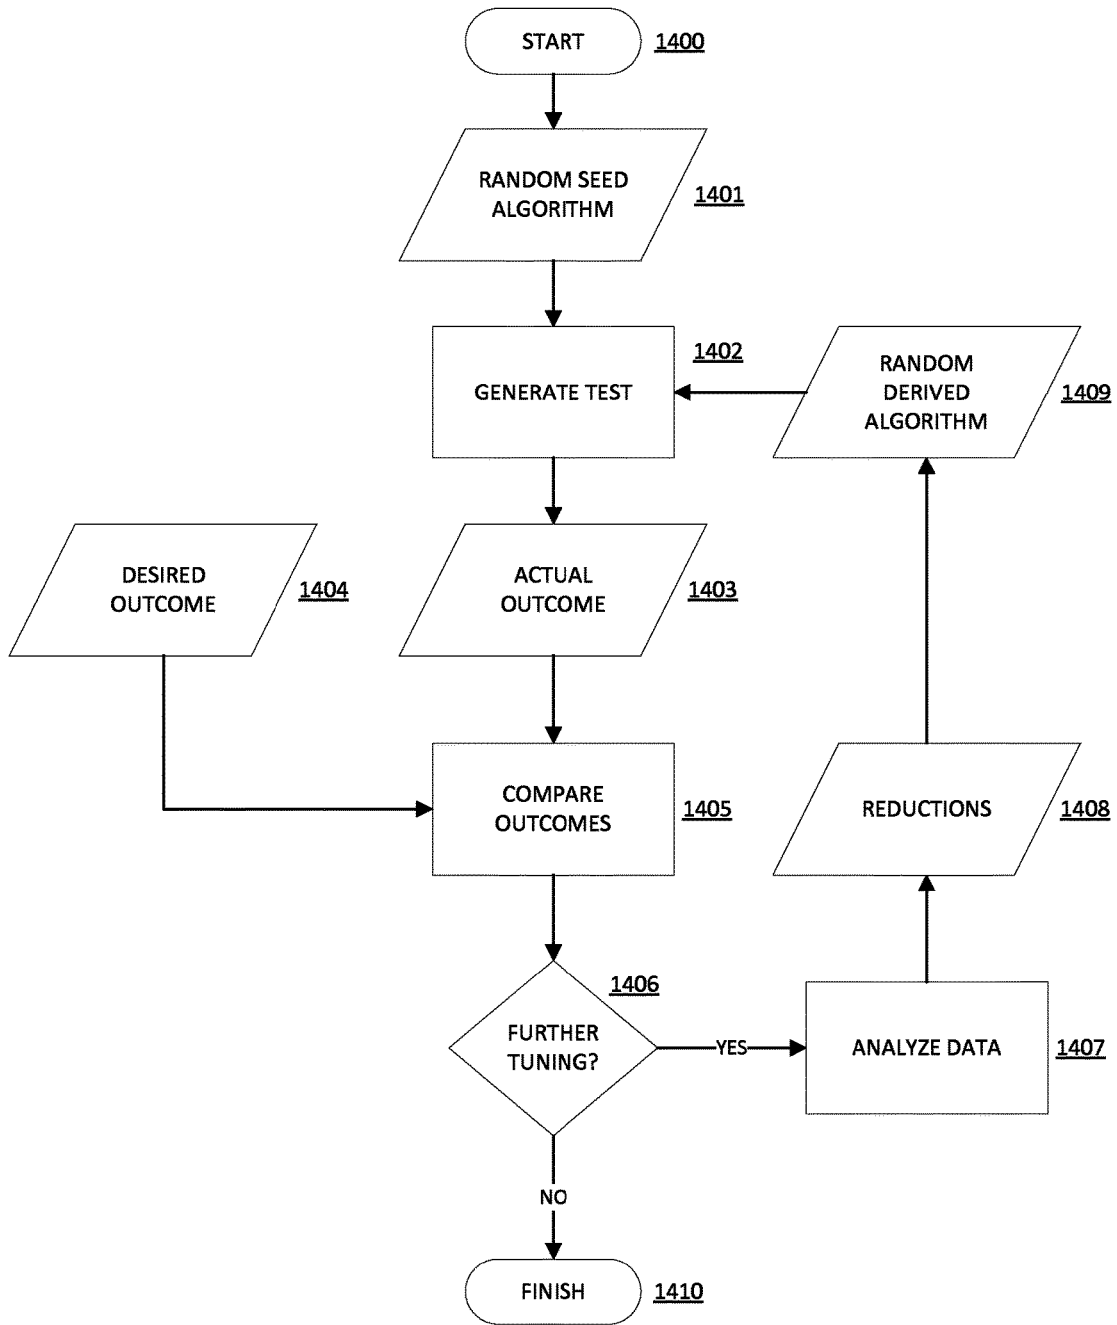 START
1400
RANDOM SEED
ALGORITHM
1401
GENERATE TEST
1402
RANDOM
DERIVED
ALGORITHM
1409
DESIRED
OUTCOME
1404
ACTUAL
OUTCOME
1403
COMPARE
OUTCOMES
1405
REDUCTIONS
1408
FURTHER
TUNING?
1406
YES
ANALYZE DATA
1407
NO
FINISH
1410